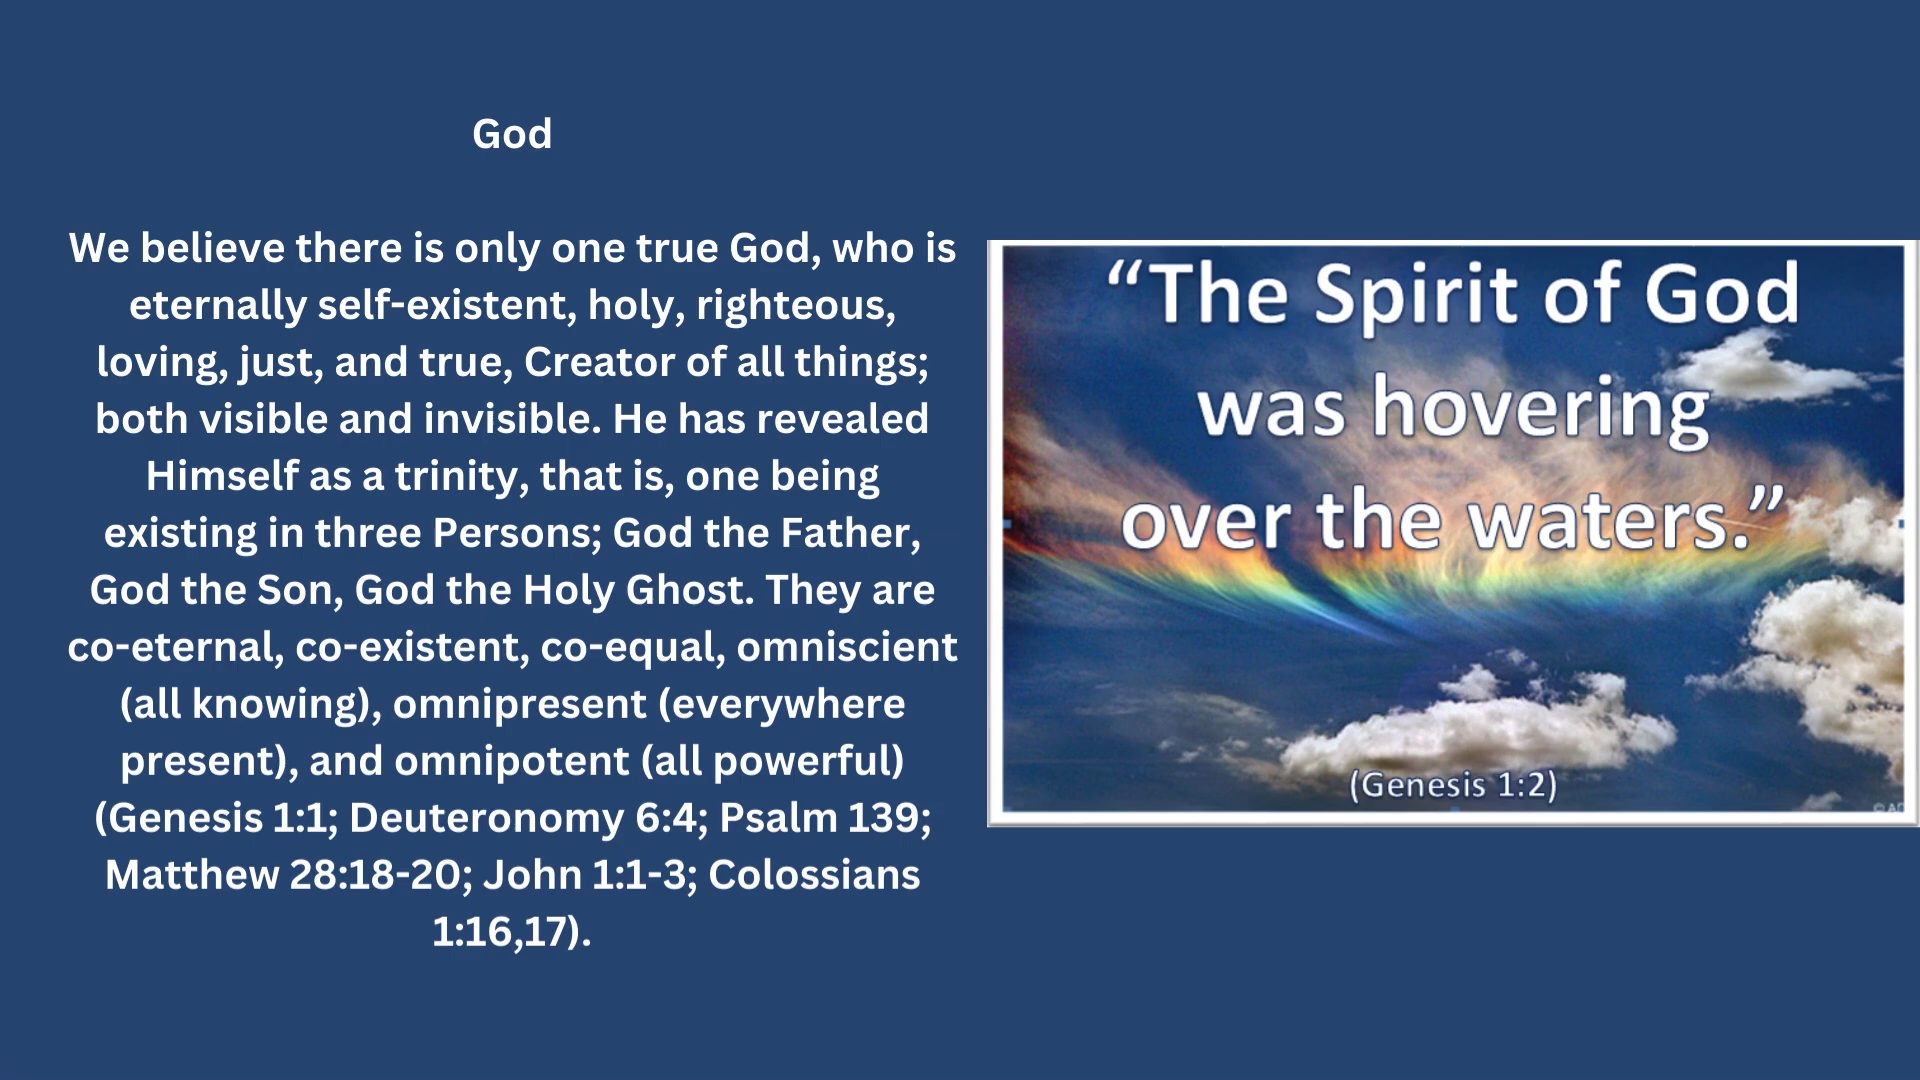 God
We believe there is only one true God, who is
eternally self-existent, holy, righteous,
loving, just, and true, Creator of all things;
both visible and invisible. He has revealed
Himself as a trinity, that is, one being
existing in three Persons; God the Father,
God the Son, God the Holy Ghost. They are
co-eternal, co-existent, co-equal, omniscient
(all knowing), omnipresent (everywhere
present), and omnipotent (all powerful)
(Genesis 1:1; Deuteronomy 6:4; Psalm 139;
Matthew 28:18-20; John 1:1-3; Colossians
1:16,17).
“The Spirit of God
was hovering
over the waters.”
(Genesis 1:2)